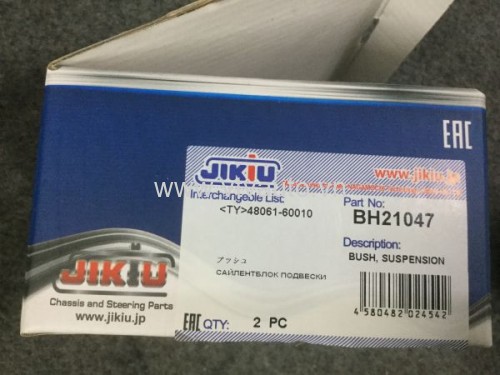 EAC
JIKIU
www.jikiu.jp
Interchangeable List:
<TY>48061-60010
Part No:
BH21047
ブッシュ
САЙЛЕНТБЛОК ПОДВЕСКИ
Description:
BUSH, SUSPENSION
EAC QTY: 2 PC
4 580482 024542
JIKIU
Chassis and Steering Parts
www.jikiu.jp